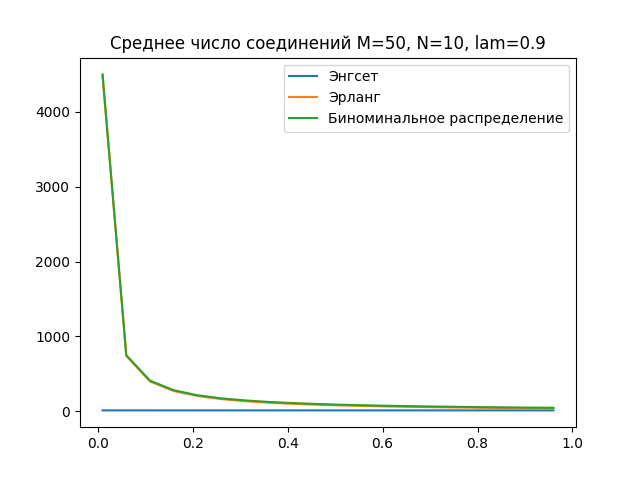 Среднее число соединений M=50, N=10, lam=0.9
Энгсет
Эрланг
Биноминальное распределение
4000
3000
2000
1000
0
0.0 0.2 0.4 0.6 0.8 1.0